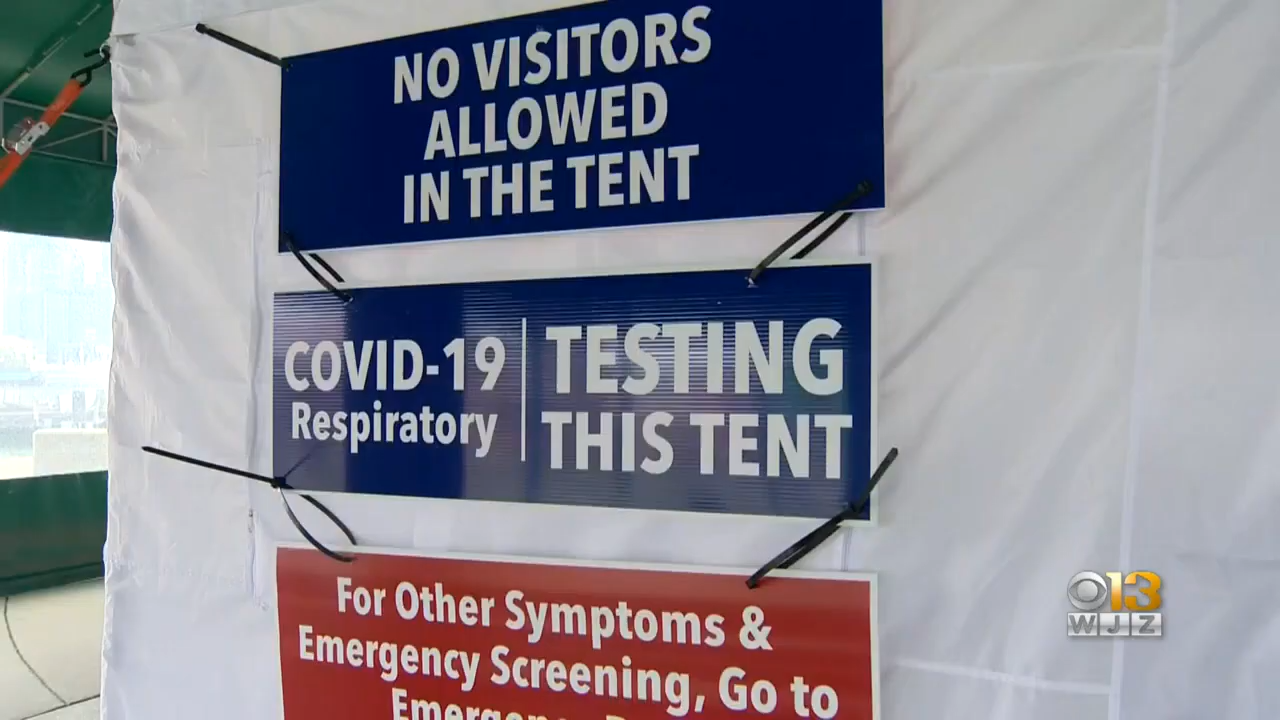 NO VISITORS
ALLOWED
IN THE TENT
COVID-19
Respiratory
TESTING
THIS TENT
For Other Symptoms &
Emergency Screening, Go to
13
WJZ